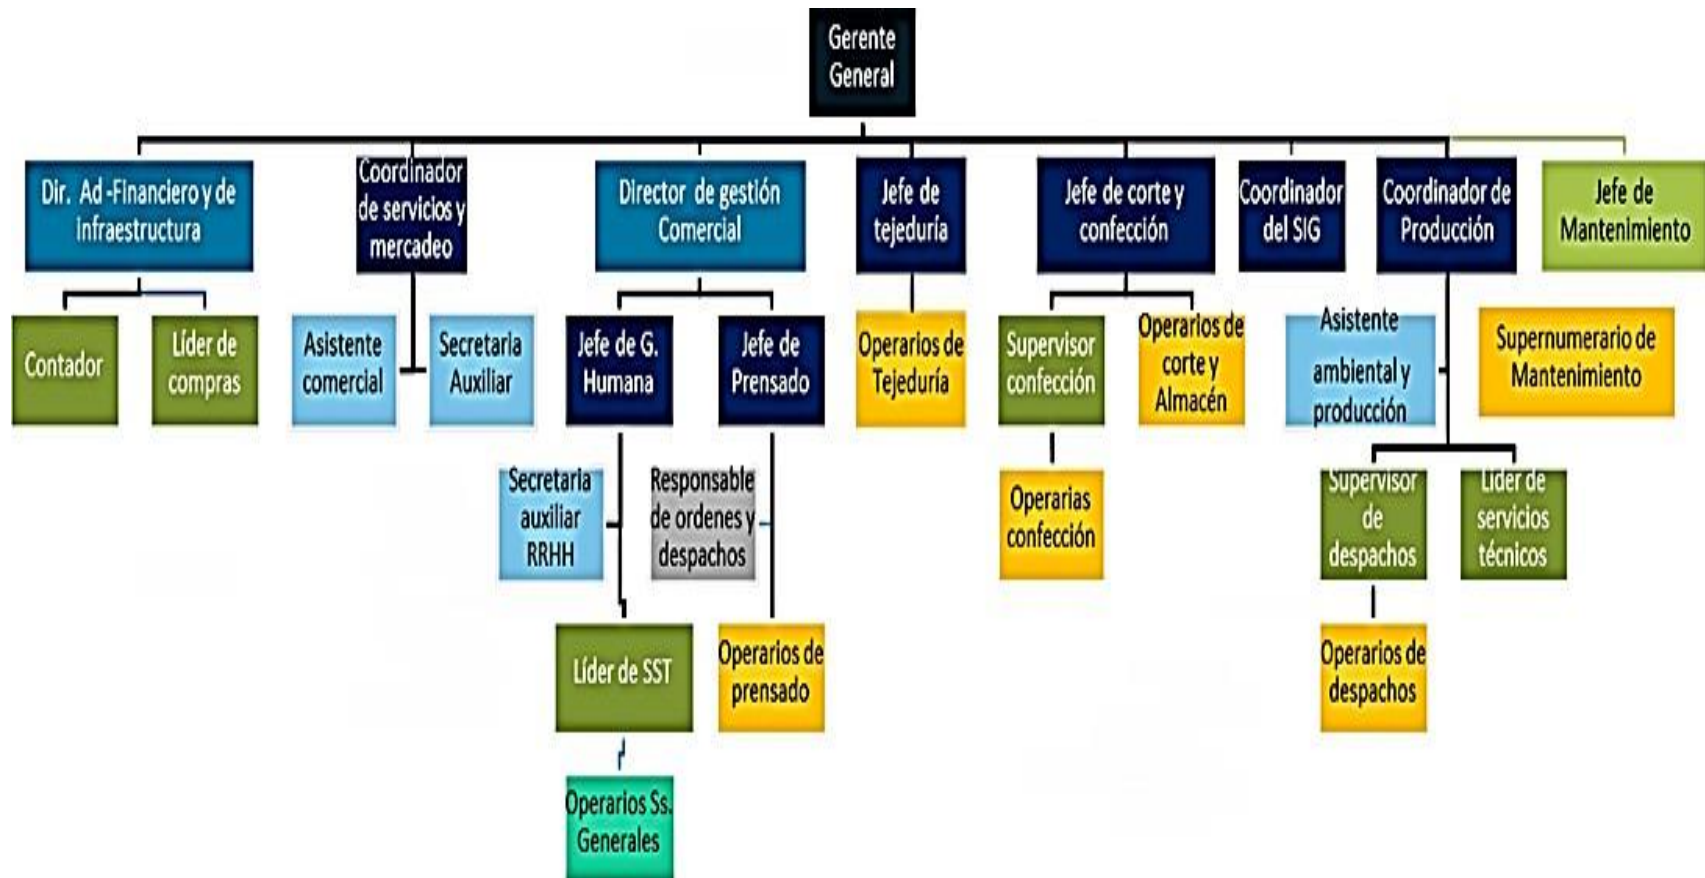 Gerente
General
Dir. Ad -Financiero y de
infraestructura
Coordinador
de servicios y
mercadeo
Director de gestión
Comercial
Jefe de
tejeduría
Jefe de corte y
confección
Coordinador
del SIG
Coordinador de
Producción
Jefe de
Mantenimiento
Contador
Líder de
compras
Asistente
comercial
Secretaria
Auxiliar
Jefe de G.
Humana
Jefe de
Prensado
Operarios de
Tejeduría
Supervisor
confección
Operarios de
corte y
Almacén
Asistente
ambiental y
producción
Supernumerario de
Mantenimiento
Secretaria
auxiliar
RRHH
Responsable
de ordenes y
despachos
Operarias
confección
Supervisor
de
despachos
Líder de
servicios
técnicos
Líder de SST
Operarios de
prensado
Operarios de
despachos
Operarios Ss.
Generales